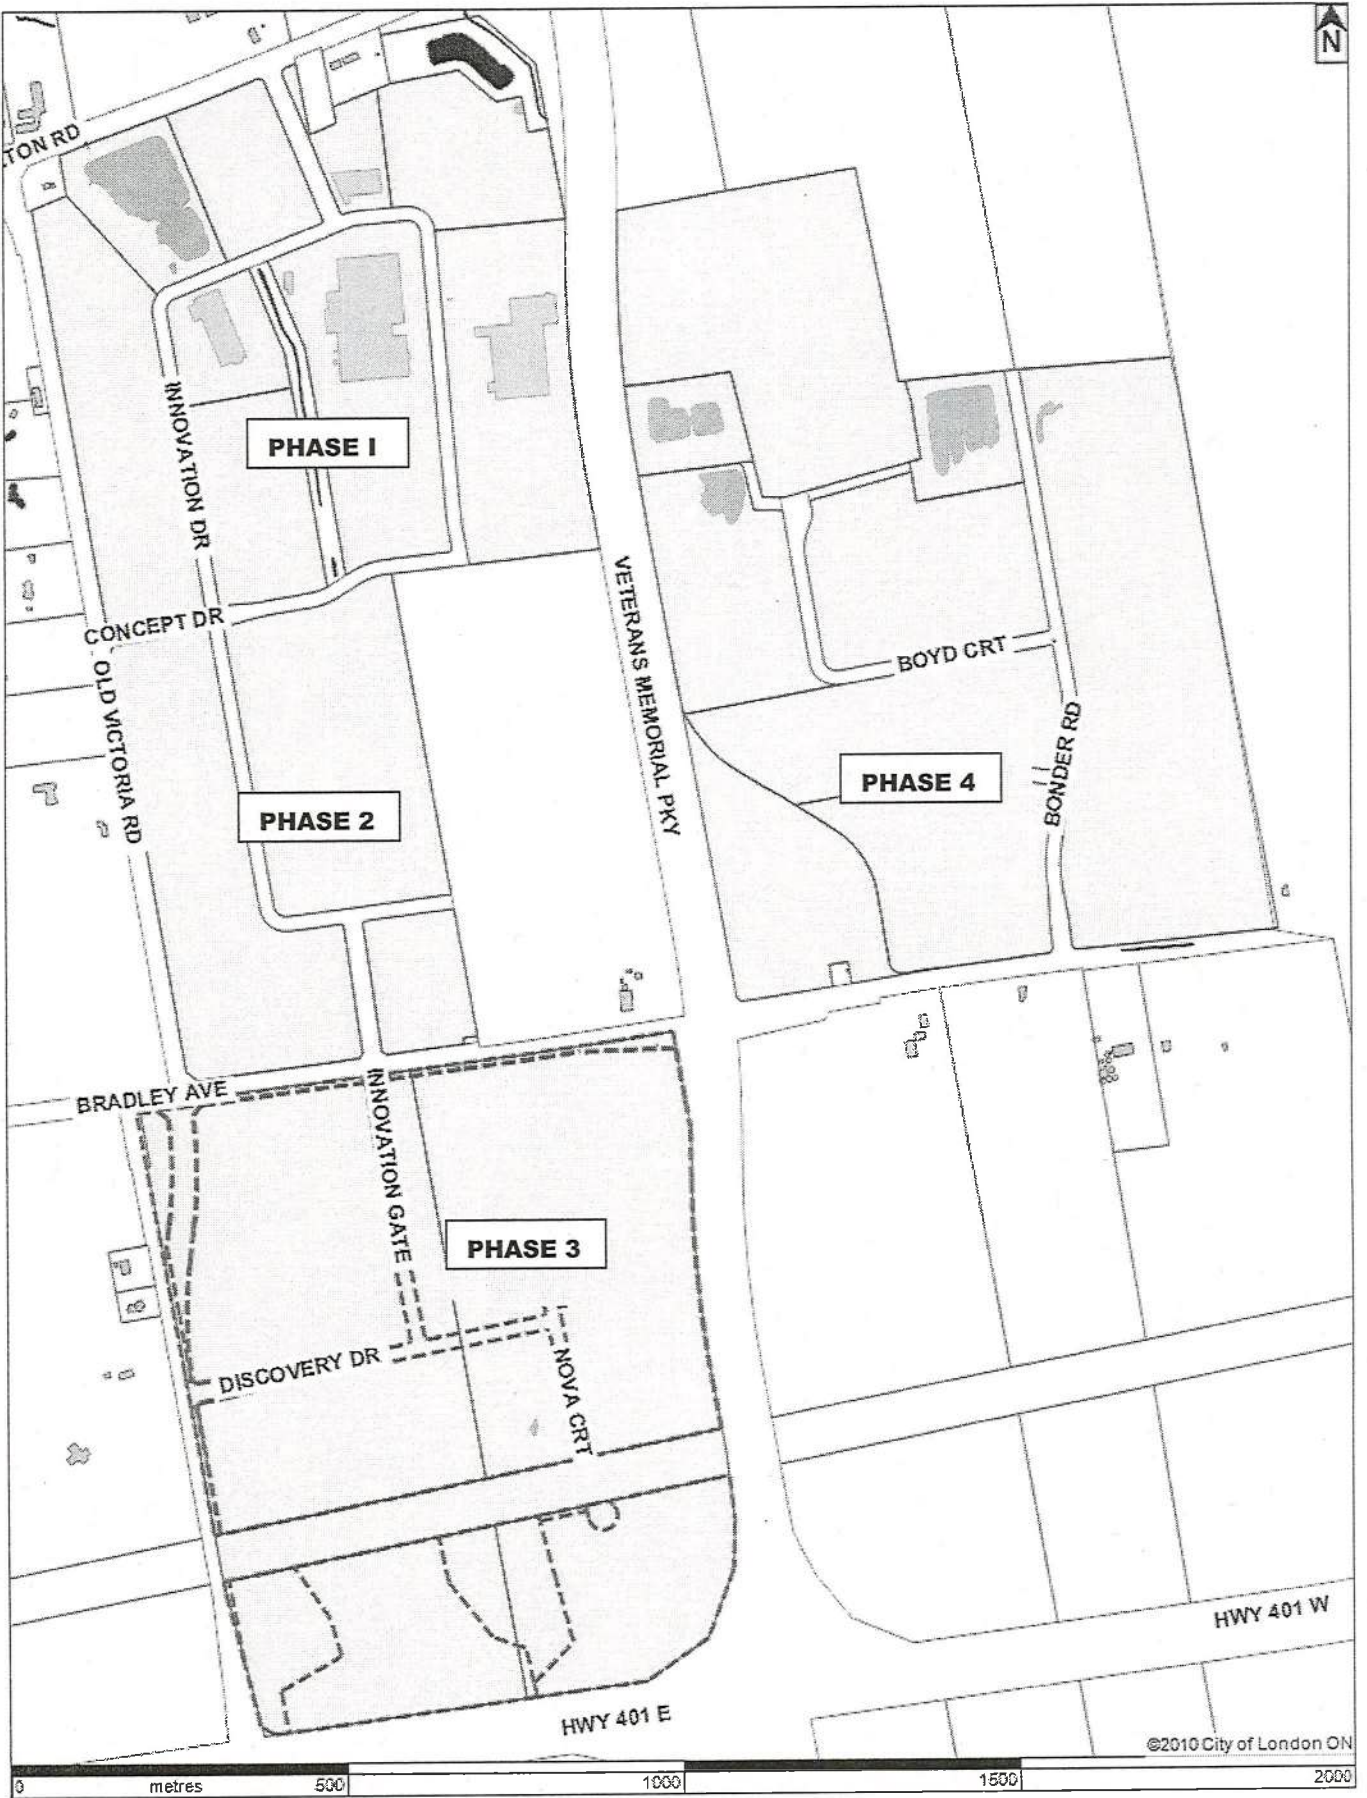 N
TON RD
INNOVATION DR
PHASE I
CONCEPT DR
OLD VICTORIA RD
VETERANS MEMORIAL PKY
BOYD CRT
BONDER RD
PHASE 4
PHASE 2
BRADLEY AVE
INNOVATION GATE
PHASE 3
DISCOVERY DR
NOVA CRT
HWY 401 W
HWY 401 E
©2010 City of London ON
0 metres 500 1000 1500 2000